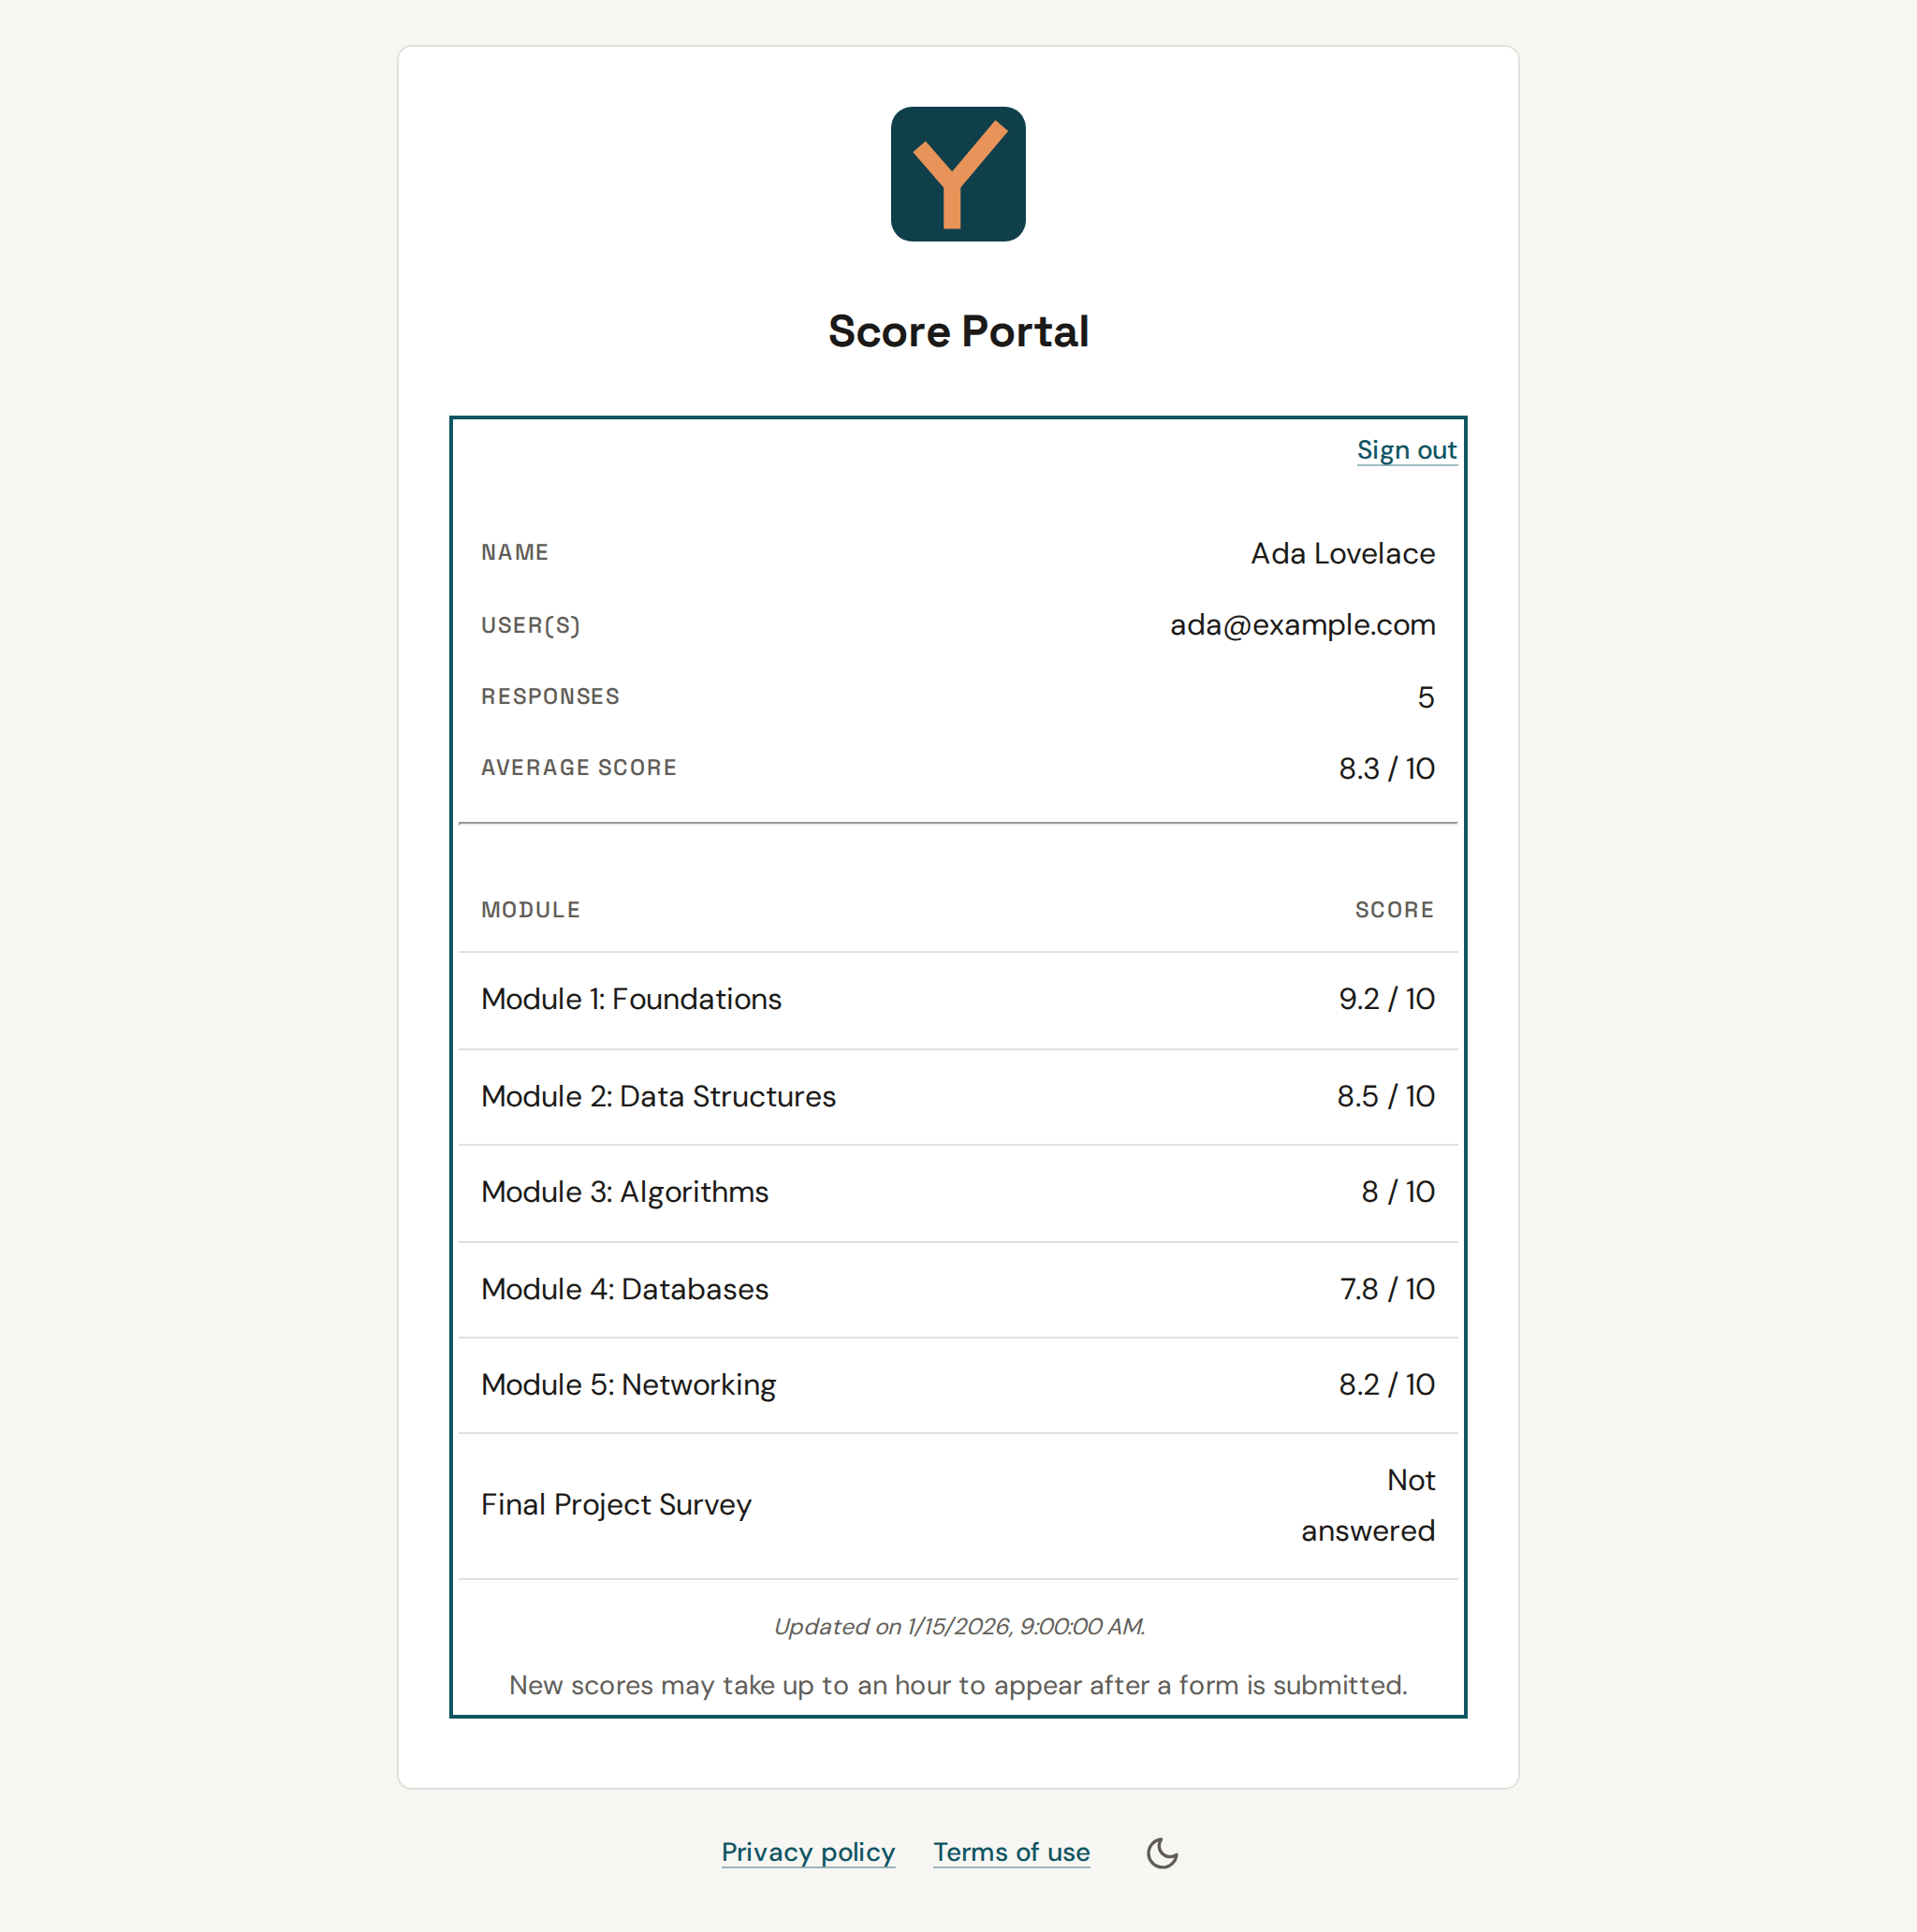 Score Portal
Sign out
NAME Ada Lovelace
USER(S) ada@example.com
RESPONSES 5
AVERAGE SCORE 8.3 / 10
MODULE SCORE
Module 1: Foundations 9.2 / 10
Module 2: Data Structures 8.5 / 10
Module 3: Algorithms 8 / 10
Module 4: Databases 7.8 / 10
Module 5: Networking 8.2 / 10
Final Project Survey Not
answered
Updated on 1/15/2026, 9:00:00 AM.
New scores may take up to an hour to appear after a form is submitted.
Privacy policy Terms of use